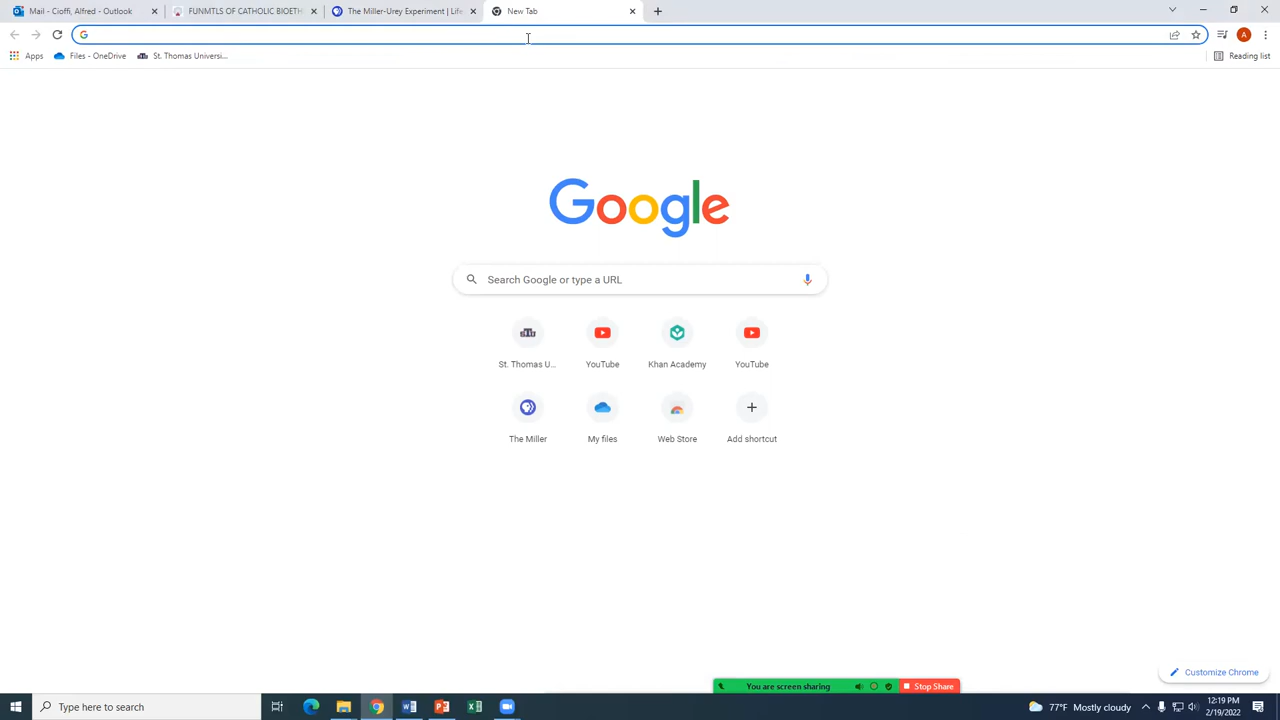 Mail - Cioffi, Alfred - Outlook
FUNMTLS OF CATHOLIC BIOETH
The Miller-Urey Experiment | Life
New Tab
A
Apps
Files - OneDrive
St. Thomas Universi...
Reading list
Google
Search Google or type a URL
St. Thomas U...
YouTube
Khan Academy
YouTube
The Miller
My files
Web Store
Add shortcut
Customize Chrome
You are screen sharing
Stop Share
Type here to search
77°F Mostly cloudy
12:19 PM
2/19/2022